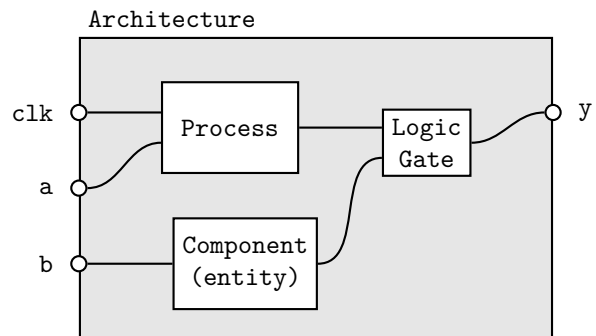 Architecture
clk
Process
Logic
Gate
y
a
b
Component
(entity)